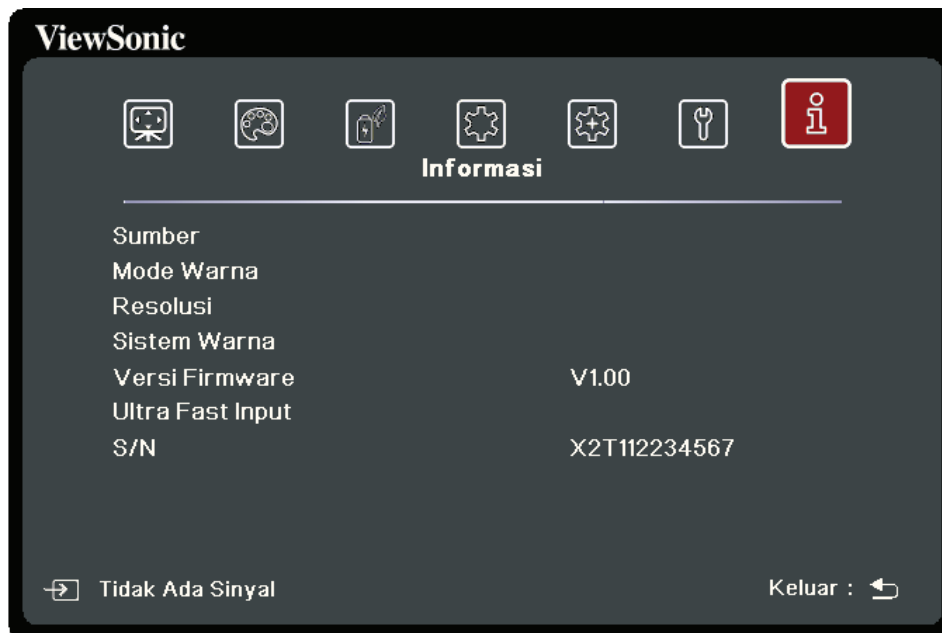 ViewSonic
Informasi
Sumber
Mode Warna
Resolusi
Sistem Warna
Versi Firmware V1.00
Ultra Fast Input
S/N X2T112234567
Tidak Ada Sinyal Keluar :